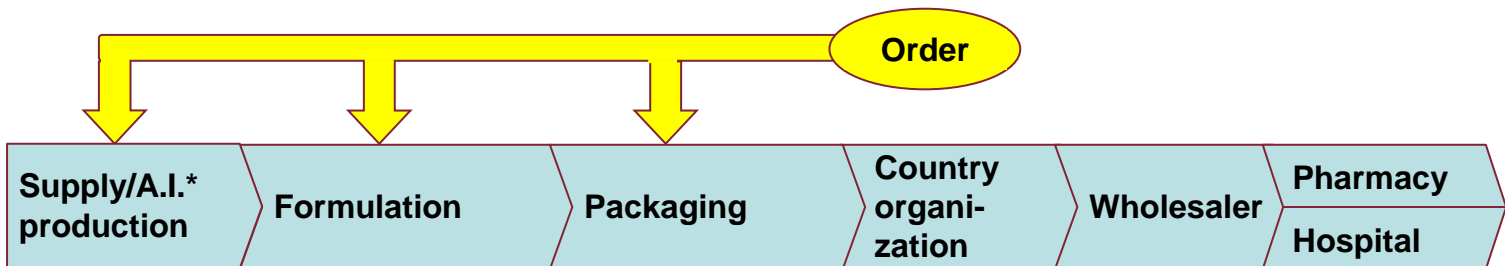 Order
Supply/A.I.*
production
Formulation
Packaging
Country
organi-
zation
Wholesaler
Pharmacy
Hospital